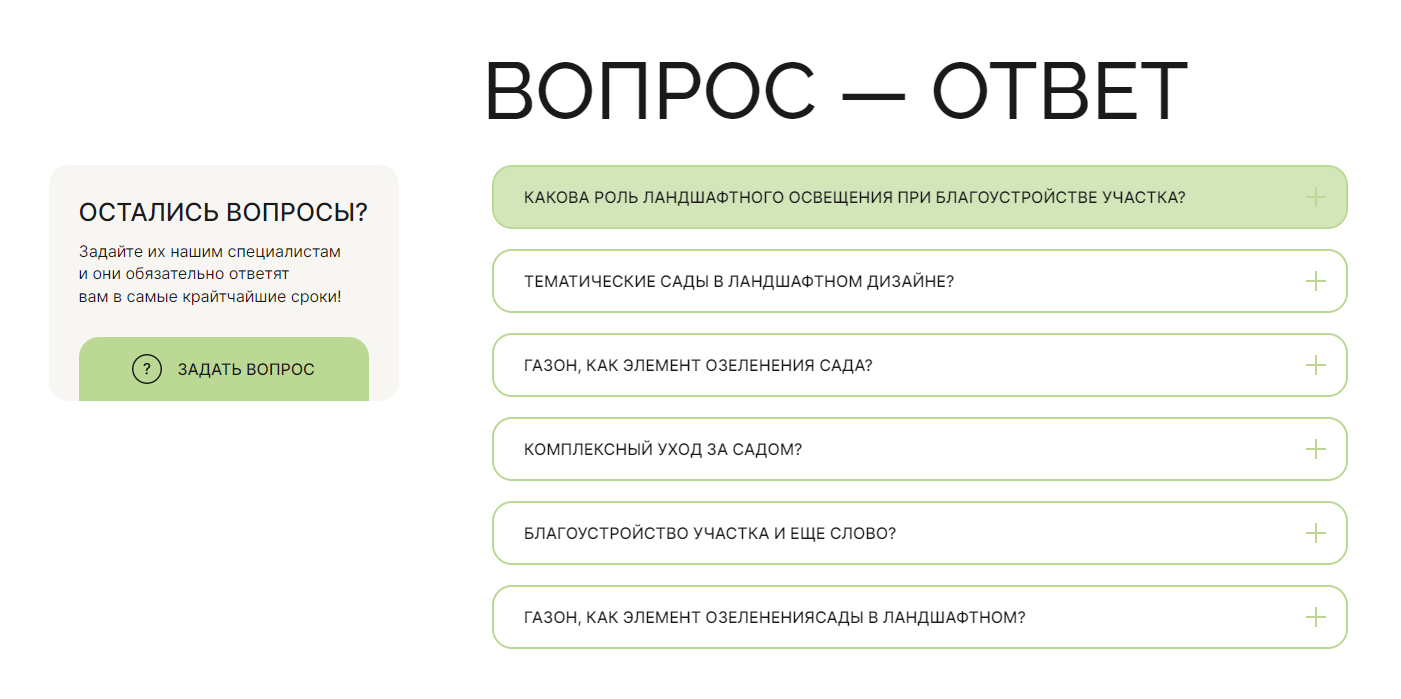 ВОПРОС — ОТВЕТ
ОСТАЛИСЬ ВОПРОСЫ?
Задайте их нашим специалистам
и они обязательно ответят
вам в самые крайтчайшие сроки!
? ЗАДАТЬ ВОПРОС
КАКОВА РОЛЬ ЛАНДШАФТНОГО ОСВЕЩЕНИЯ ПРИ БЛАГОУСТРОЙСТВЕ УЧАСТКА?
ТЕМАТИЧЕСКИЕ САДЫ В ЛАНДШАФТНОМ ДИЗАЙНЕ?
ГАЗОН, КАК ЭЛЕМЕНТ ОЗЕЛЕНЕНИЯ САДА?
КОМПЛЕКСНЫЙ УХОД ЗА САДОМ?
БЛАГОУСТРОЙСТВО УЧАСТКА И ЕЩЕ СЛОВО?
ГАЗОН, КАК ЭЛЕМЕНТ ОЗЕЛЕНЕНИЯСАДЫ В ЛАНДШАФТНОМ?